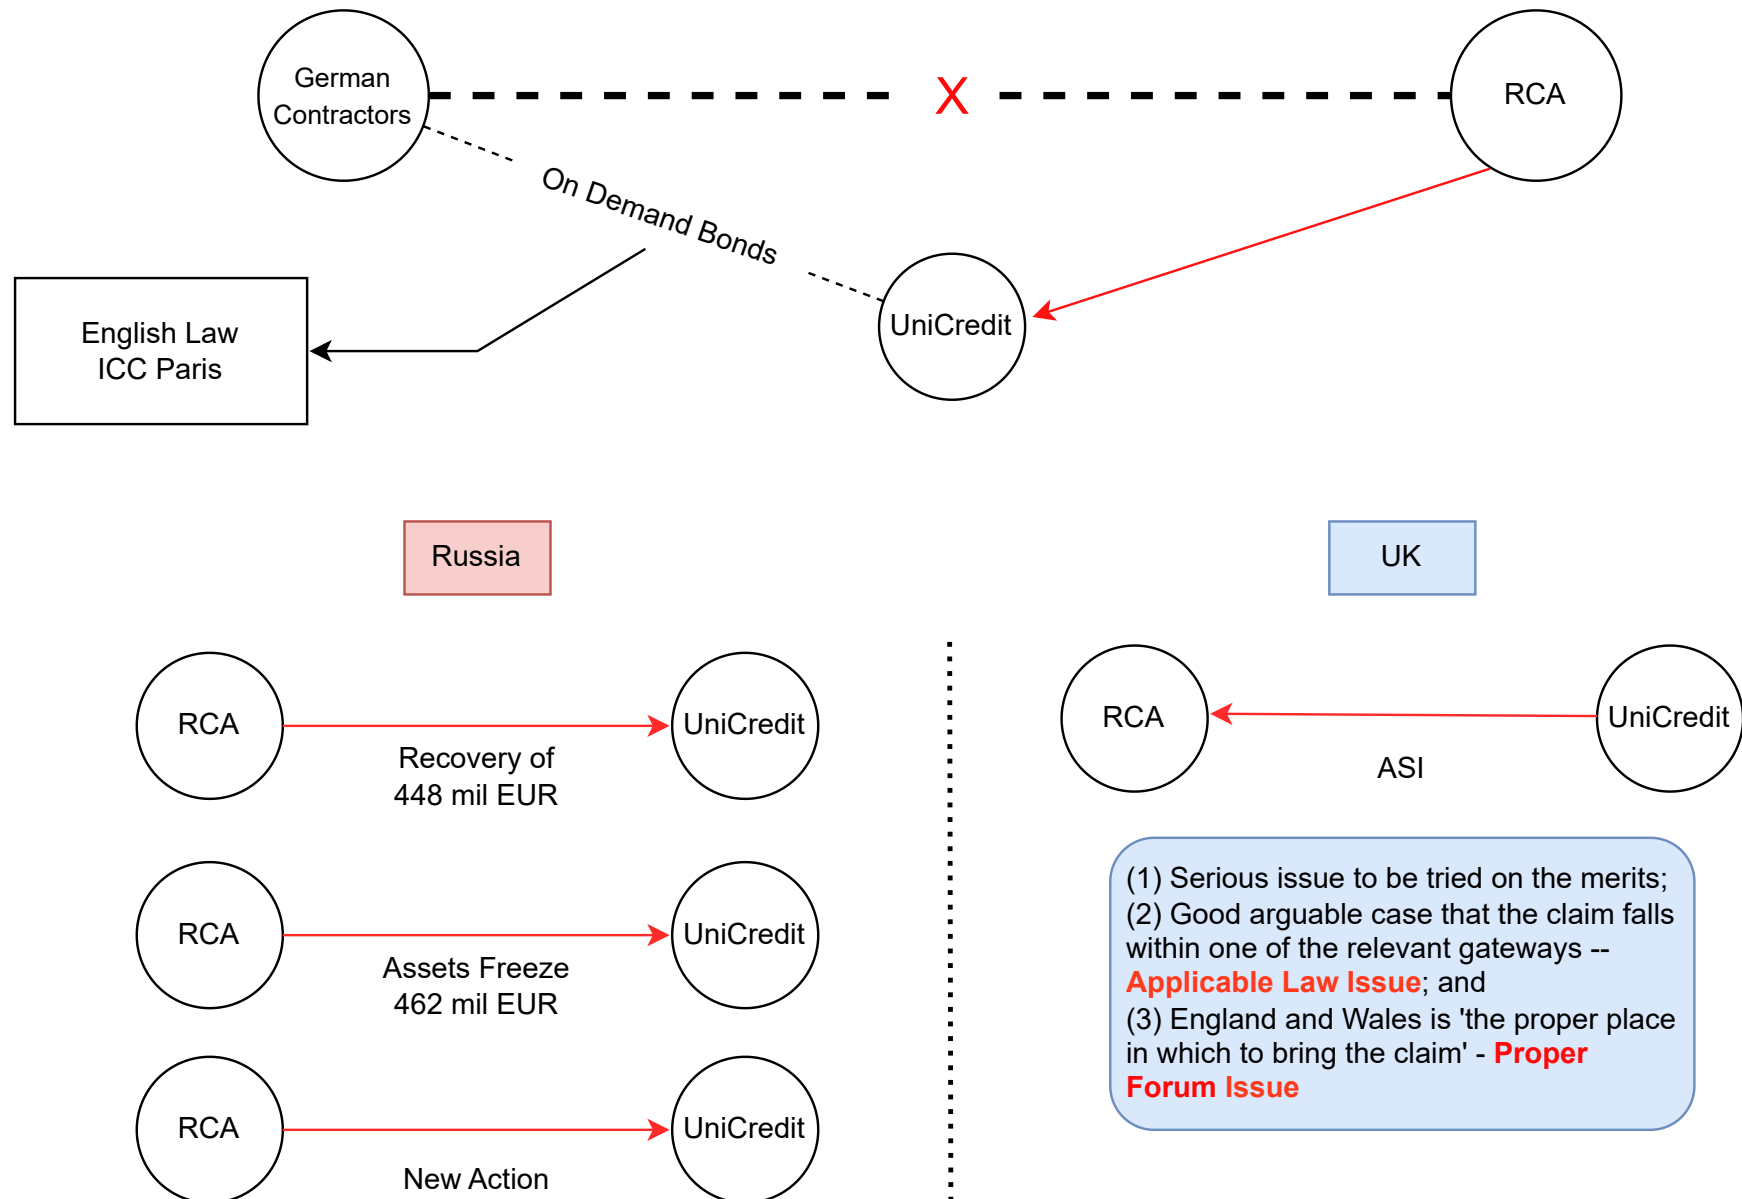 German
Contractors
X
RCA
On Demand Bonds
UniCredit
English Law
ICC Paris
Russia
UK
RCA
UniCredit
Recovery of
448 mil EUR
RCA
UniCredit
ASI
RCA
UniCredit
Assets Freeze
462 mil EUR
(1) Serious issue to be tried on the merits;
(2) Good arguable case that the claim falls
within one of the relevant gateways --
Applicable Law Issue; and
(3) England and Wales is 'the proper place
in which to bring the claim' - Proper
Forum Issue
RCA
UniCredit
New Action